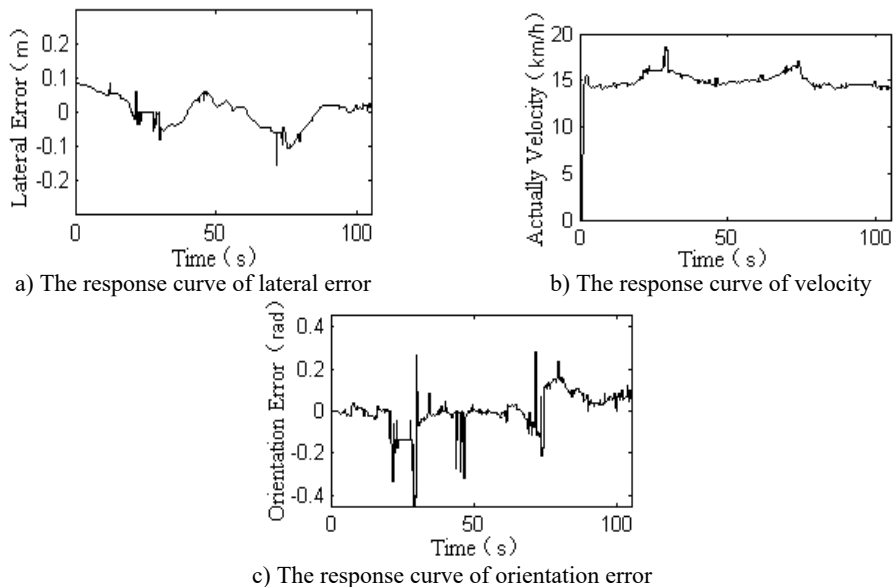 Lateral Error (m)
0.2
0.1
0
-0.1
-0.2
0
50
100
Time (s)
a) The response curve of lateral error
Actually Velocity (km/h)
20
15
10
5
0
0
50
100
Time (s)
b) The response curve of velocity
Orientation Error (rad)
0.4
0.2
0
-0.2
-0.4
0
50
100
Time (s)
c) The response curve of orientation error